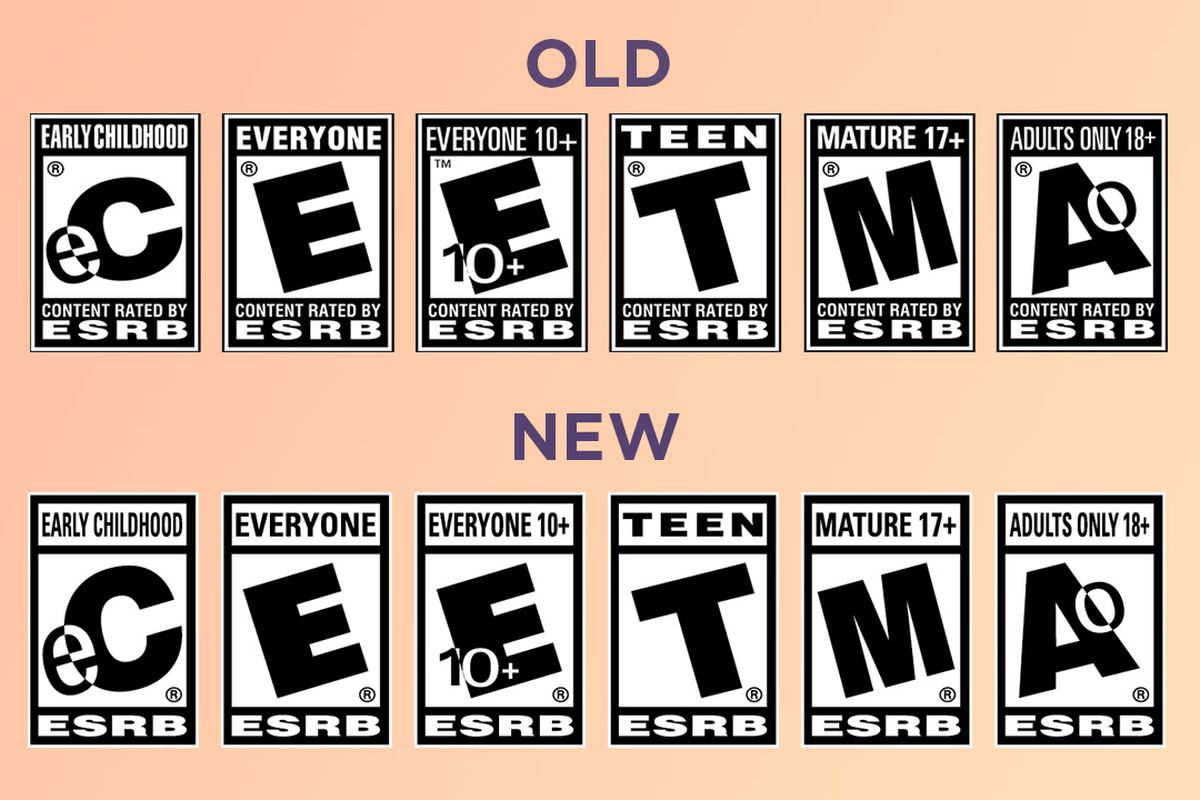 OLD
EARLY CHILDHOOD
®
eC
CONTENT RATED BY
ESRB
EVERYONE
®
E
CONTENT RATED BY
ESRB
EVERYONE 10+
™
E
10+
CONTENT RATED BY
ESRB
TEEN
®
T
CONTENT RATED BY
ESRB
MATURE 17+
®
M
CONTENT RATED BY
ESRB
ADULTS ONLY 18+
®
Ao
CONTENT RATED BY
ESRB
NEW
EARLY CHILDHOOD
eC
®
ESRB
EVERYONE
E
®
ESRB
EVERYONE 10+
E
10+
®
ESRB
TEEN
T
®
ESRB
MATURE 17+
M
®
ESRB
ADULTS ONLY 18+
Ao
®
ESRB